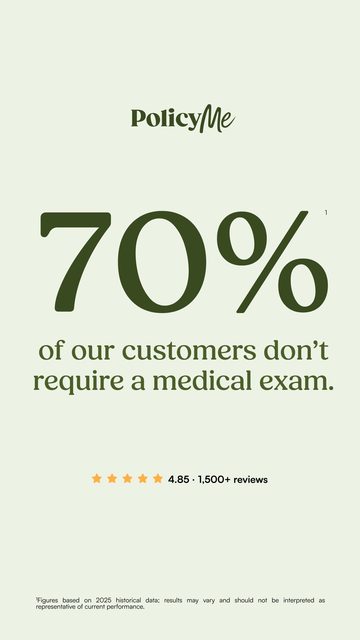 PolicyMe
70%¹
of our customers don’t
require a medical exam.
4.85 · 1,500+ reviews
¹Figures based on 2025 historical data; results may vary and should not be interpreted as
representative of current performance.